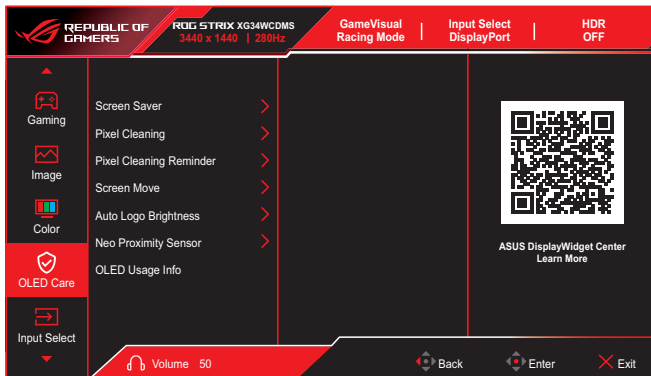 REPUBLIC OF
GAMERS
ROG STRIX XG34WCDMS
3440 x 1440 | 280Hz
GameVisual
Racing Mode
Input Select
DisplayPort
HDR
OFF
Gaming
Image
Color
OLED Care
Input Select
Screen Saver
Pixel Cleaning
Pixel Cleaning Reminder
Screen Move
Auto Logo Brightness
Neo Proximity Sensor
OLED Usage Info
ASUS DisplayWidget Center
Learn More
Volume 50
Back
Enter
Exit